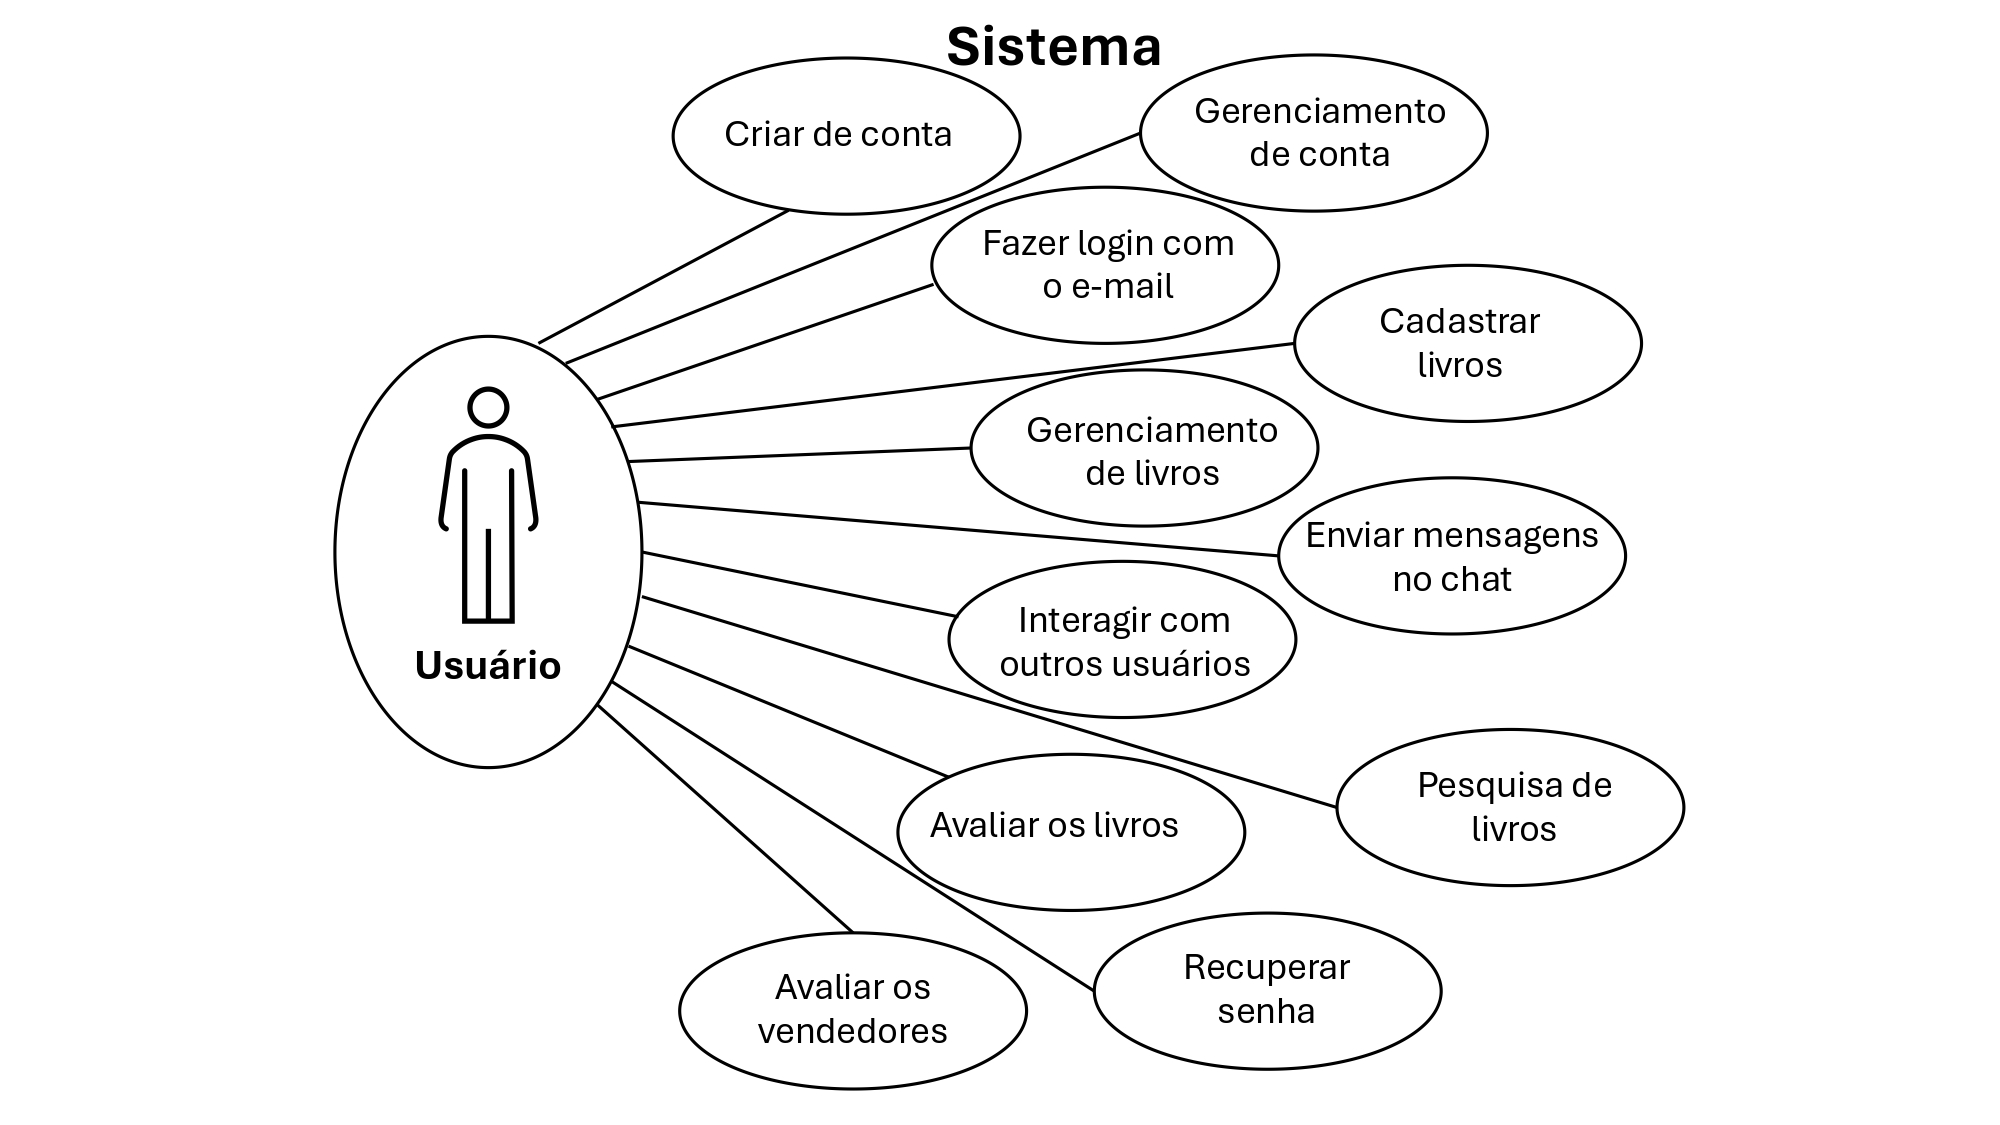 Sistema
Criar de conta
Gerenciamento
de conta
Fazer login com
o e-mail
Cadastrar
livros
Gerenciamento
de livros
Enviar mensagens
no chat
Interagir com
outros usuários
Usuário
Pesquisa de
livros
Avaliar os livros
Recuperar
senha
Avaliar os
vendedores